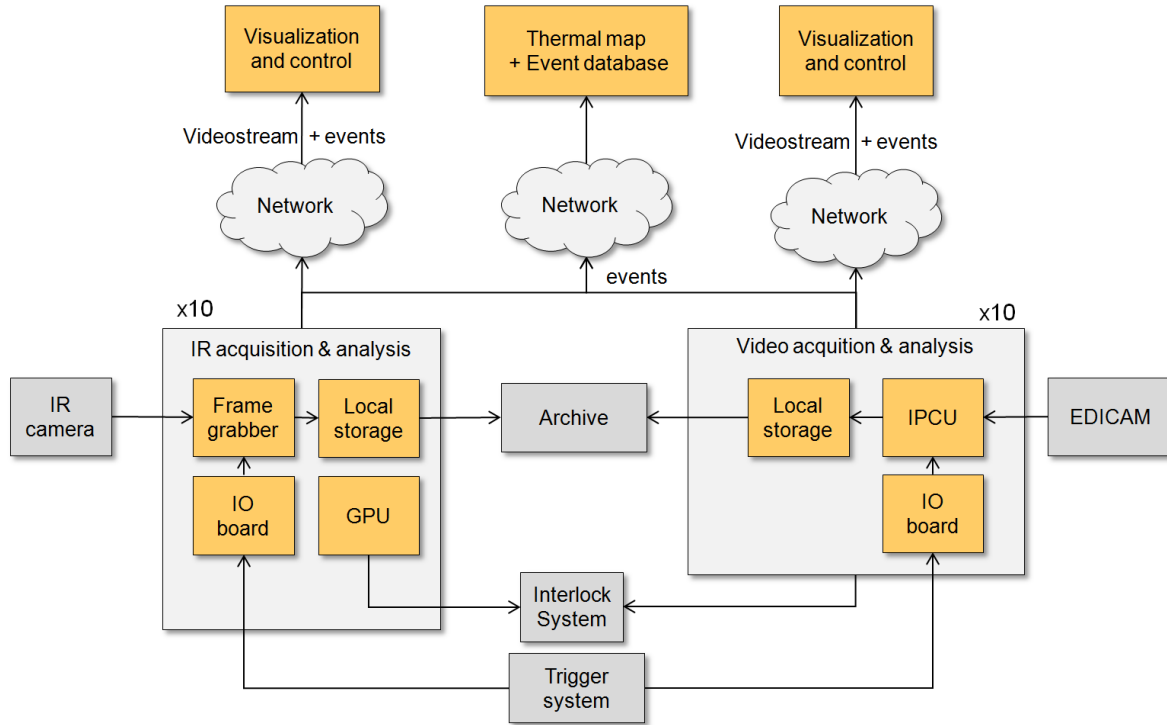 Visualization
and control
Thermal map
+ Event database
Visualization
and control
Videostream + events
Videostream + events
Network
Network
Network
events
x10
x10
IR acquisition & analysis
Video acquition & analysis
IR
camera
Frame
grabber
Local
storage
Archive
Local
storage
IPCU
EDICAM
IO
board
GPU
IO
board
Interlock
System
Trigger
system